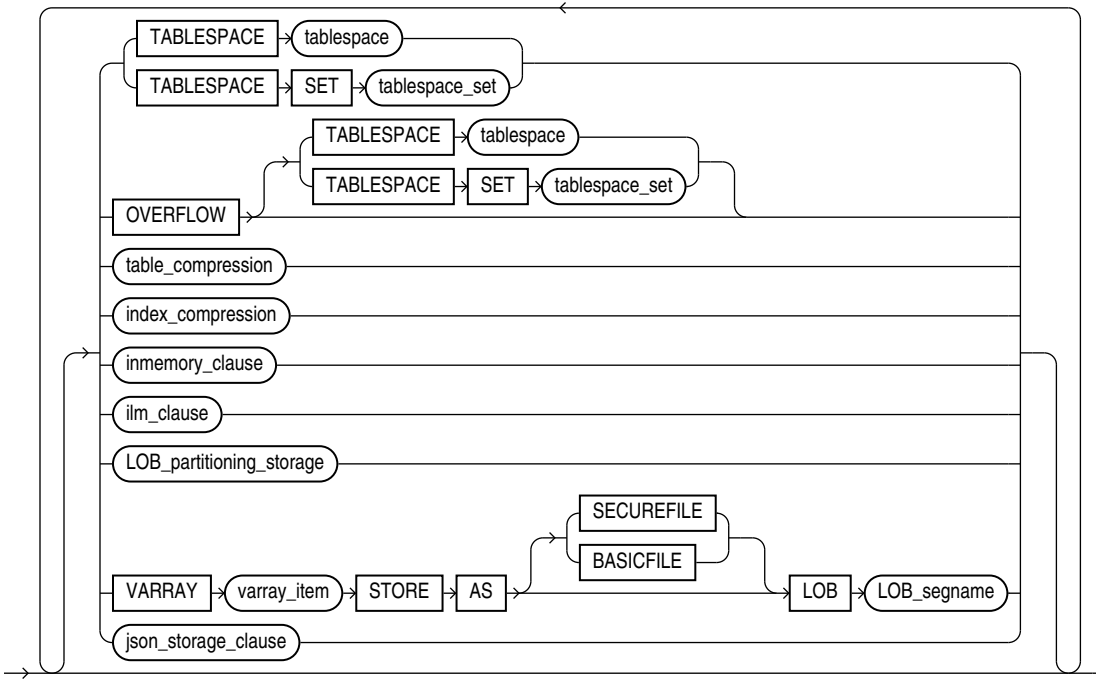 TABLESPACE tablespace
TABLESPACE SET tablespace_set
TABLESPACE tablespace
TABLESPACE SET tablespace_set
OVERFLOW
table_compression
index_compression
inmemory_clause
ilm_clause
LOB_partitioning_storage
SECUREFILE
BASICFILE
VARRAY varray_item STORE AS LOB LOB_segname
json_storage_clause